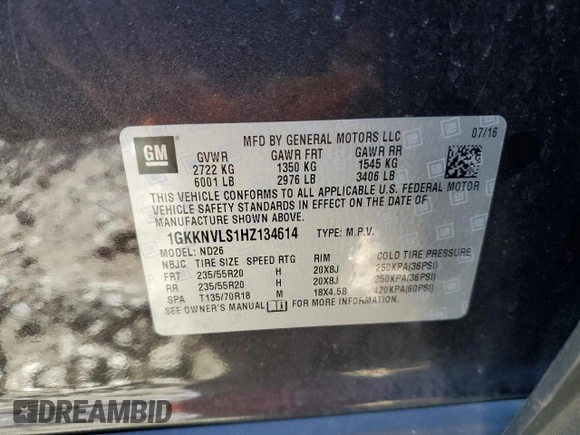 MFD BY GENERAL MOTORS LLC 07/16
GM
GVWR GAWR FRT GAWR RR
2722 KG 1350 KG 1545 KG
6001 LB 2976 LB 3406 LB
THIS VEHICLE CONFORMS TO ALL APPLICABLE U.S. FEDERAL MOTOR
VEHICLE SAFETY STANDARDS IN EFFECT ON THE DATE OF
MANUFACTURE SHOWN ABOVE.
1GKKNVLS1HZ134614 TYPE: M.P.V.
MODEL: ND26
NBJC TIRE SIZE SPEED RTG RIM COLD TIRE PRESSURE
FRT 235/55R20 H 20X8J 250KPA(36PSI)
RR 235/55R20 H 20X8J 250KPA(36PSI)
SPA T135/70R18 M 18X4.5B 420KPA(60PSI)
SEE OWNER'S MANUAL FOR MORE INFORMATION.
DREAMBID